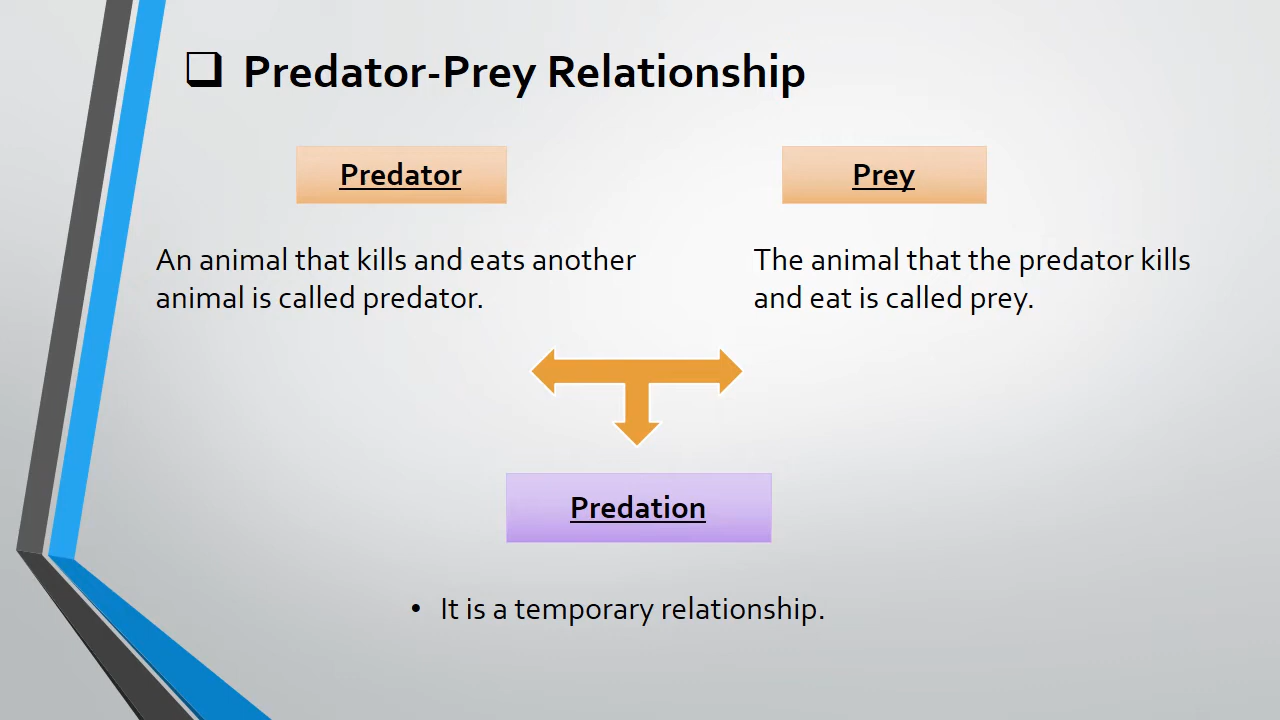 ❑ Predator-Prey Relationship
Predator
Prey
An animal that kills and eats another
animal is called predator.
The animal that the predator kills
and eat is called prey.
Predation
• It is a temporary relationship.